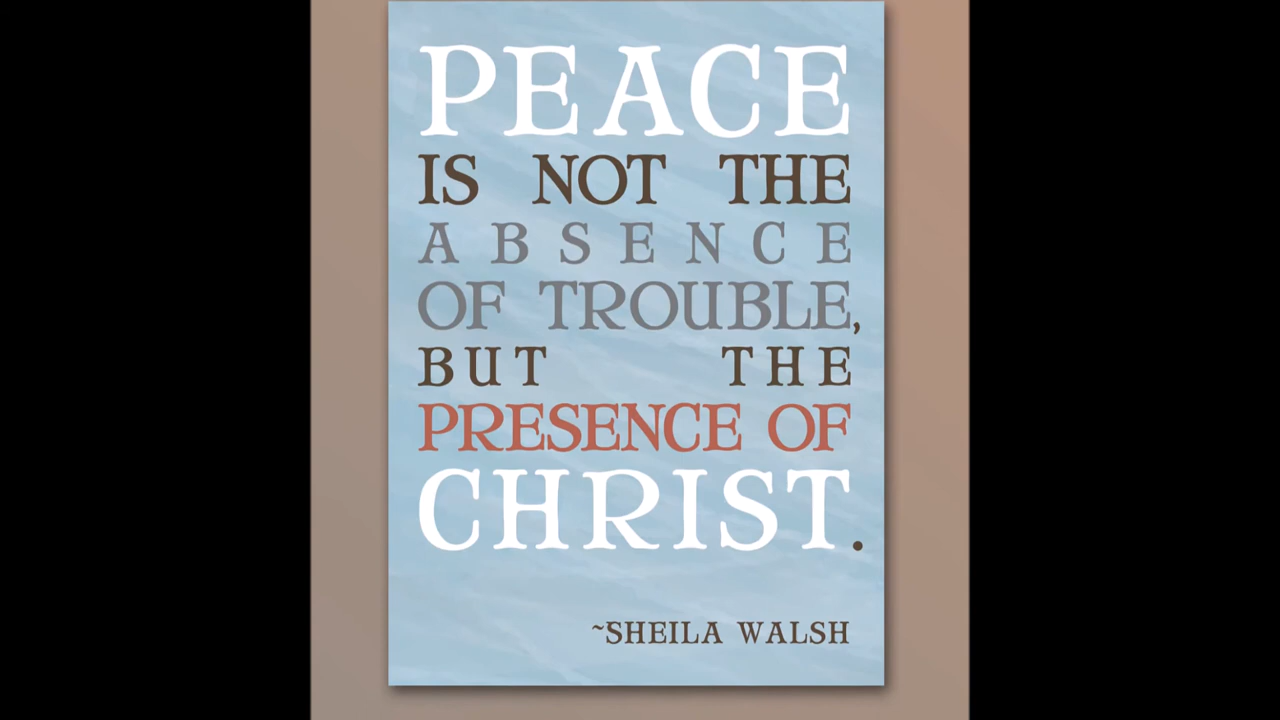 PEACE
IS NOT THE
ABSENCE
OF TROUBLE,
BUT THE
PRESENCE OF
CHRIST.
~SHEILA WALSH